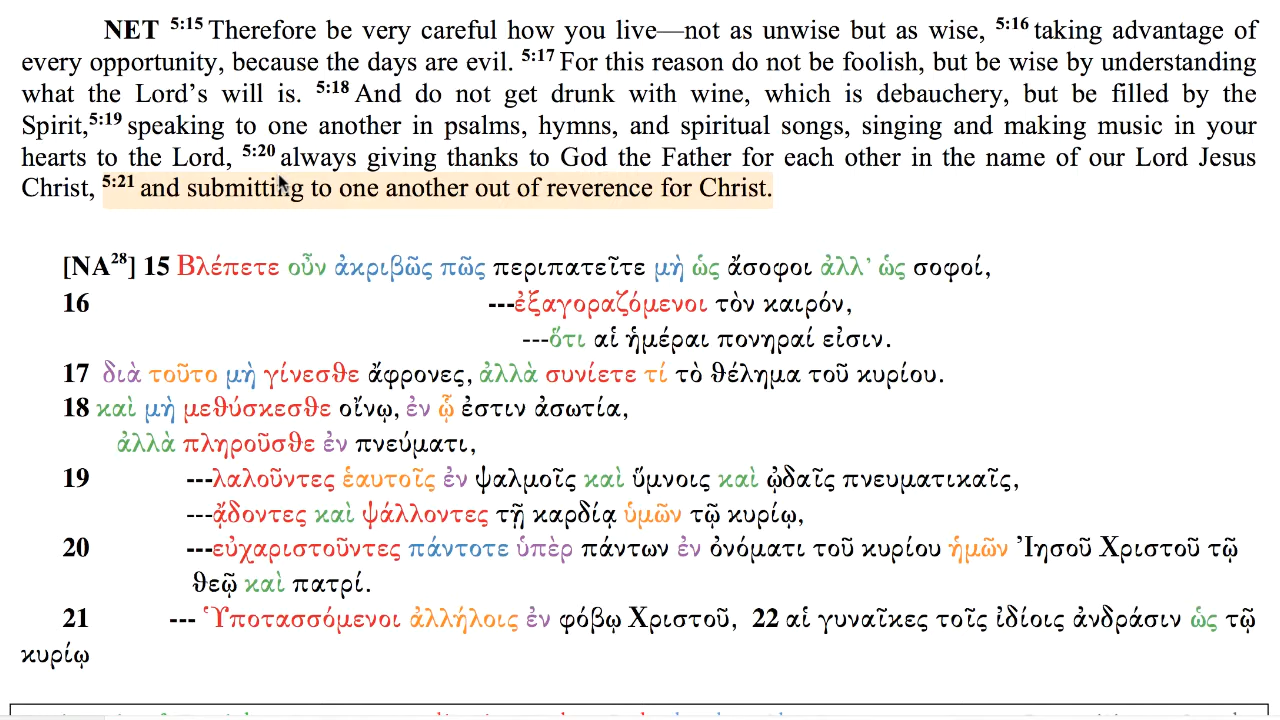 NET 5:15 Therefore be very careful how you live—not as unwise but as wise, 5:16 taking advantage of
every opportunity, because the days are evil. 5:17 For this reason do not be foolish, but be wise by understanding
what the Lord’s will is. 5:18 And do not get drunk with wine, which is debauchery, but be filled by the
Spirit,5:19 speaking to one another in psalms, hymns, and spiritual songs, singing and making music in your
hearts to the Lord, 5:20 always giving thanks to God the Father for each other in the name of our Lord Jesus
Christ, 5:21 and submitting to one another out of reverence for Christ.
[NA28] 15 Βλέπετε οὖν ἀκριβῶς πῶς περιπατεῖτε μὴ ὡς ἄσοφοι ἀλλ᾽ ὡς σοφοί,
16 ---ἐξαγοραζόμενοι τὸν καιρόν,
---ὅτι αἱ ἡμέραι πονηραί εἰσιν.
17 διὰ τοῦτο μὴ γίνεσθε ἄφρονες, ἀλλὰ συνίετε τί τὸ θέλημα τοῦ κυρίου.
18 καὶ μὴ μεθύσκεσθε οἴνῳ, ἐν ᾧ ἐστιν ἀσωτία,
ἀλλὰ πληροῦσθε ἐν πνεύματι,
19 ---λαλοῦντες ἑαυτοῖς ἐν ψαλμοῖς καὶ ὕμνοις καὶ ᾠδαῖς πνευματικαῖς,
---ᾄδοντες καὶ ψάλλοντες τῇ καρδίᾳ ὑμῶν τῷ κυρίῳ,
20 ---εὐχαριστοῦντες πάντοτε ὑπὲρ πάντων ἐν ὀνόματι τοῦ κυρίου ἡμῶν Ἰησοῦ Χριστοῦ τῷ
θεῷ καὶ πατρί.
21 --- Ὑποτασσόμενοι ἀλλήλοις ἐν φόβῳ Χριστοῦ, 22 αἱ γυναῖκες τοῖς ἰδίοις ἀνδράσιν ὡς τῷ
κυρίῳ